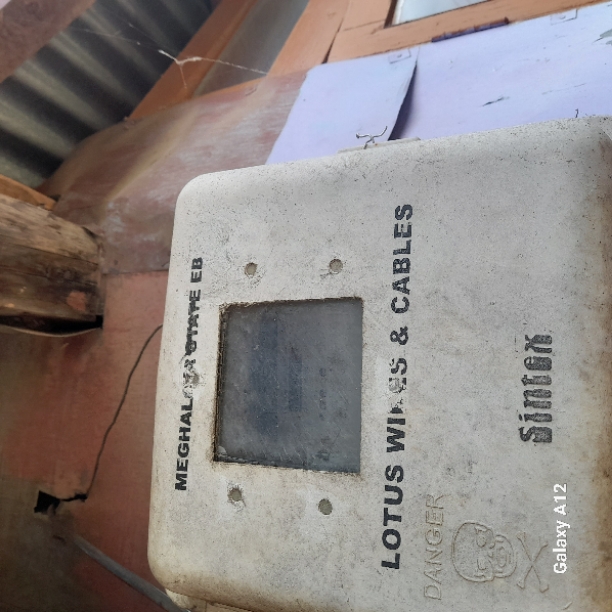 MEGHALAYA STATE EB
LOTUS WIRES & CABLES
DANGER
Sintex
Galaxy A12